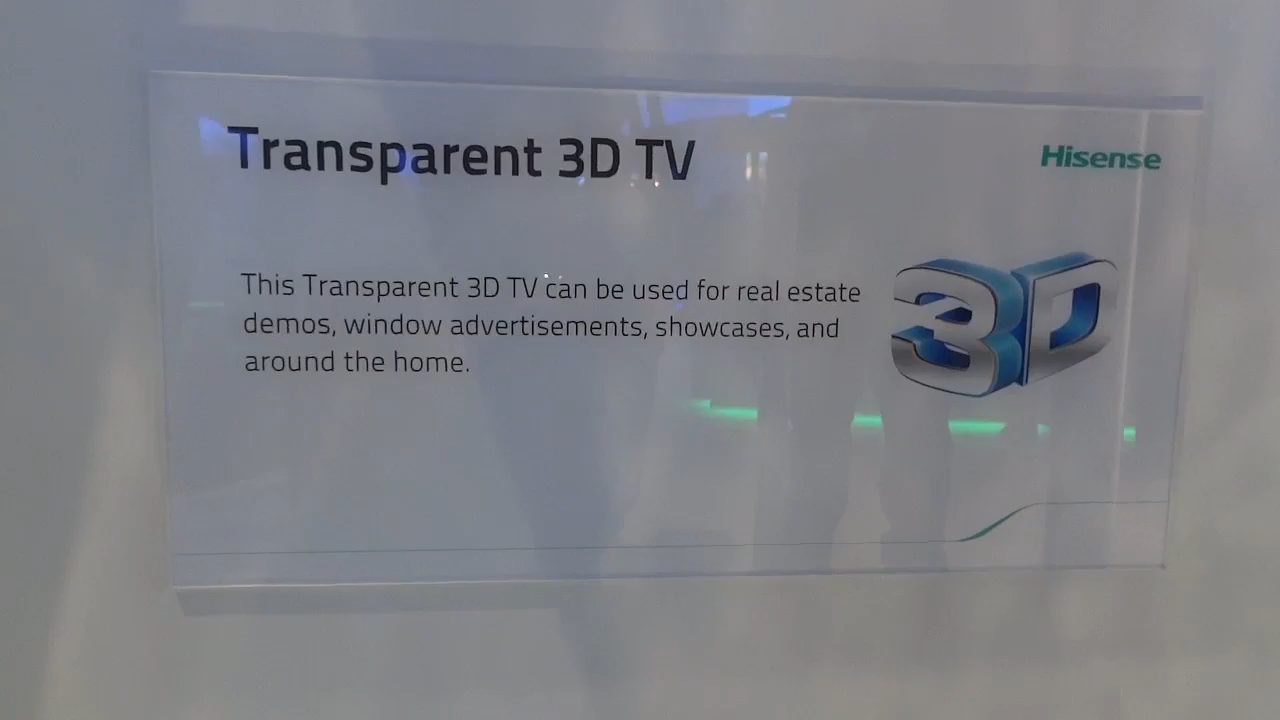 Transparent 3D TV
Hisense
This Transparent 3D TV can be used for real estate
demos, window advertisements, showcases, and
around the home.
3D